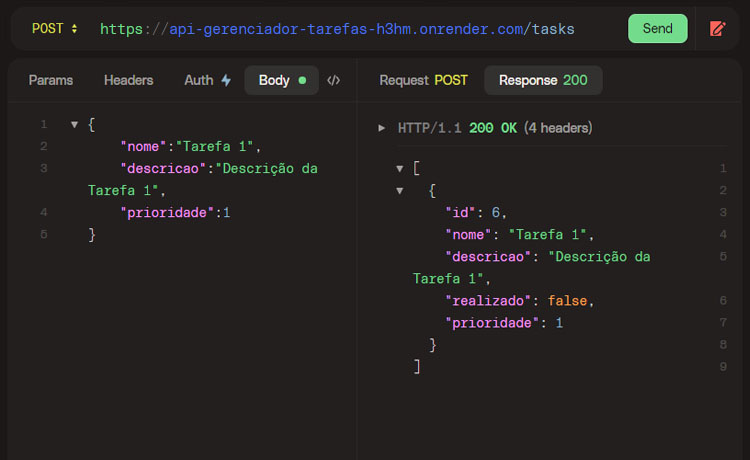 POST https://api-gerenciador-tarefas-h3hm.onrender.com/tasks Send
Params Headers Auth Body </>
1 {
2 "nome":"Tarefa 1",
3 "descricao":"Descrição da
Tarefa 1",
4 "prioridade":1
5 }
Request POST Response 200
HTTP/1.1 200 OK (4 headers)
[ 1
{ 2
"id": 6, 3
"nome": "Tarefa 1", 4
"descricao": "Descrição da 5
Tarefa 1",
"realizado": false, 6
"prioridade": 1 7
} 8
] 9